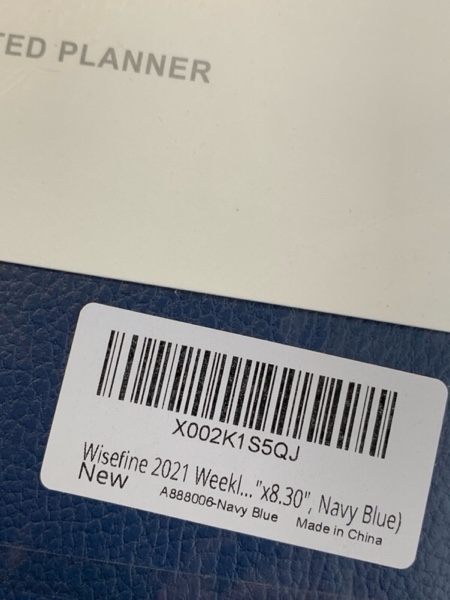 TED PLANNER
X002K1S5QJ
Wisefine 2021 Weekl..."x8.30", Navy Blue)
New
A888006-Navy Blue Made in China